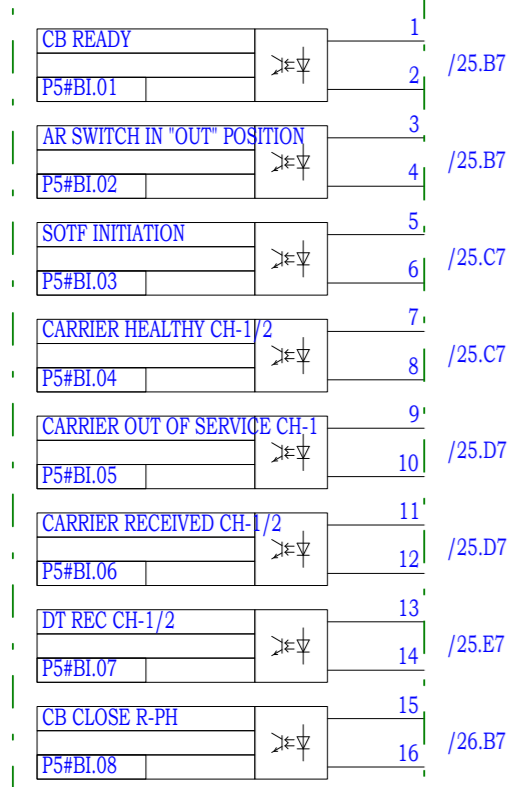 CB READY
1
P5#BI.01
2
/25.B7
AR SWITCH IN "OUT" POSITION
3
P5#BI.02
4
/25.B7
SOTF INITIATION
5
P5#BI.03
6
/25.C7
CARRIER HEALTHY CH-1/2
7
P5#BI.04
8
/25.C7
CARRIER OUT OF SERVICE CH-1
9
P5#BI.05
10
/25.D7
CARRIER RECEIVED CH-1/2
11
P5#BI.06
12
/25.D7
DT REC CH-1/2
13
P5#BI.07
14
/25.E7
CB CLOSE R-PH
15
P5#BI.08
16
/26.B7